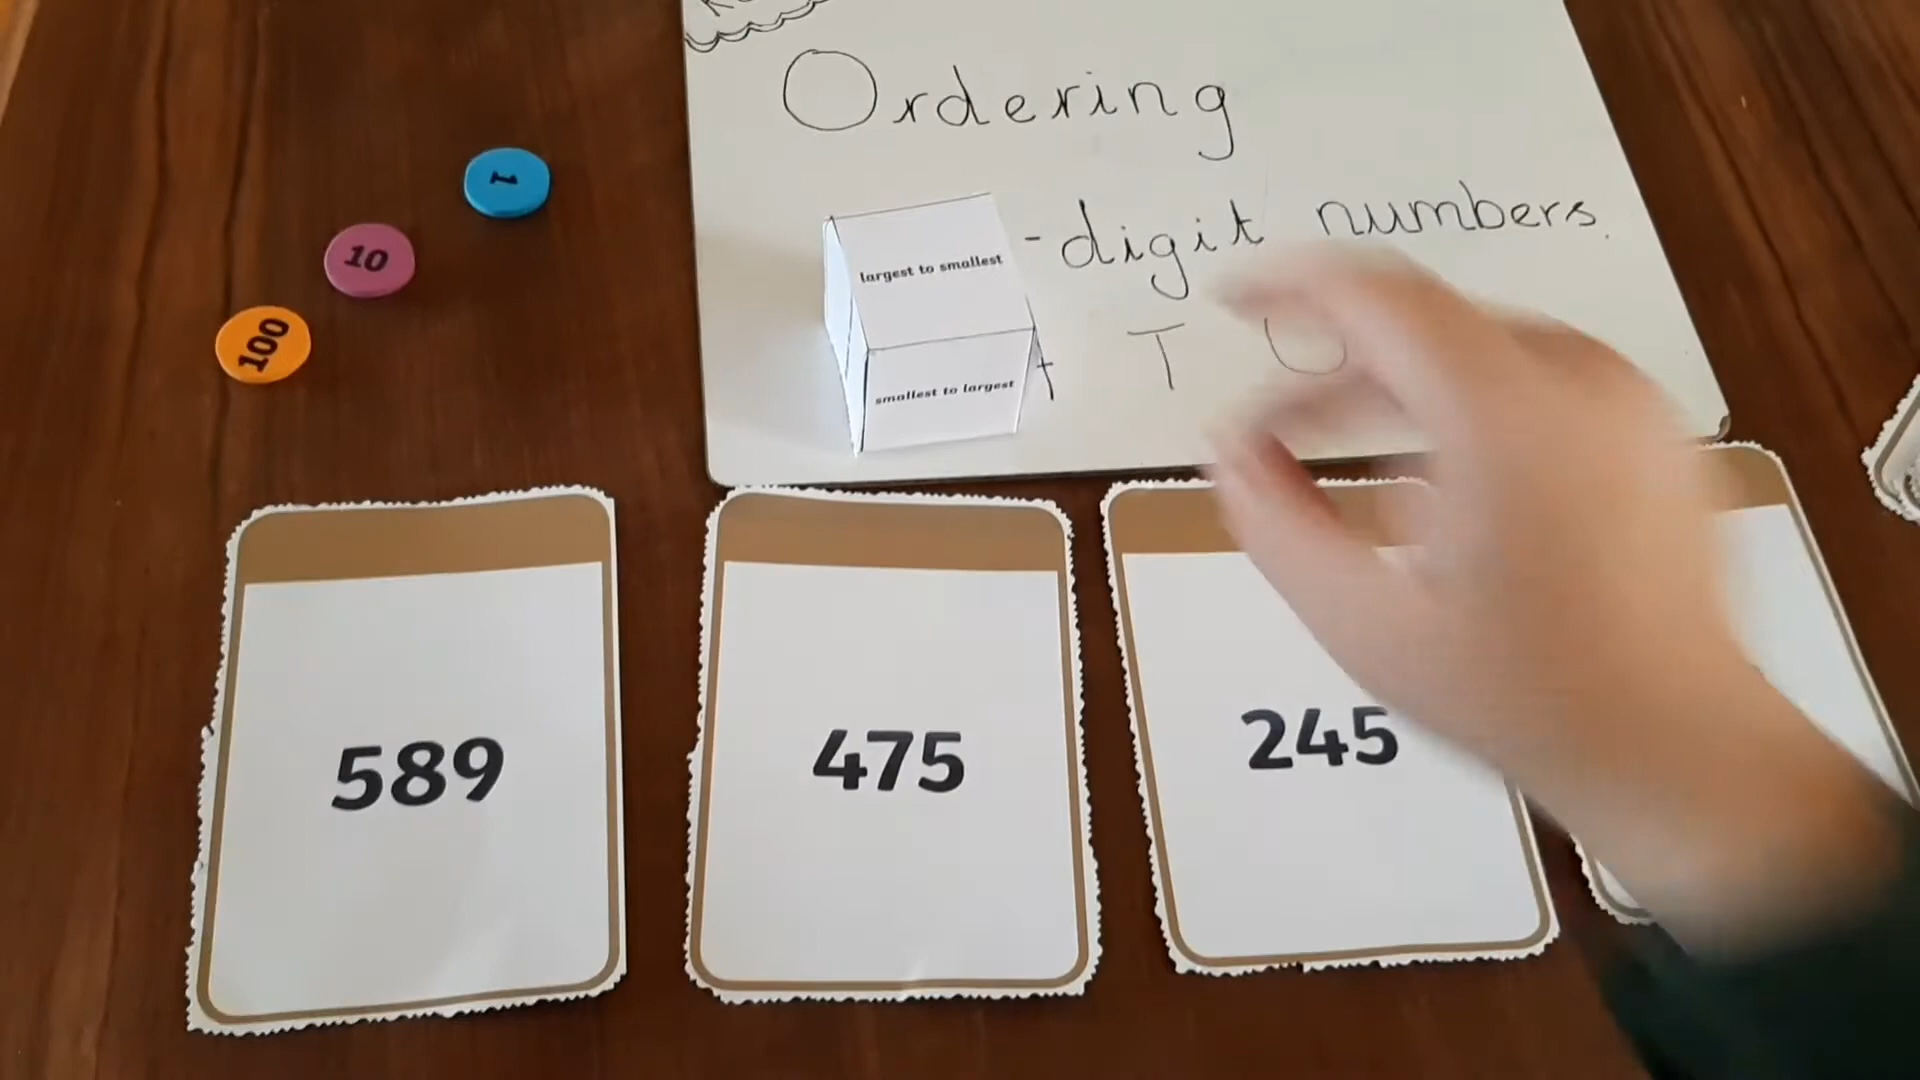 Ordering
-digit numbers.
T U
largest to smallest
smallest to largest
1
10
100
589
475
245